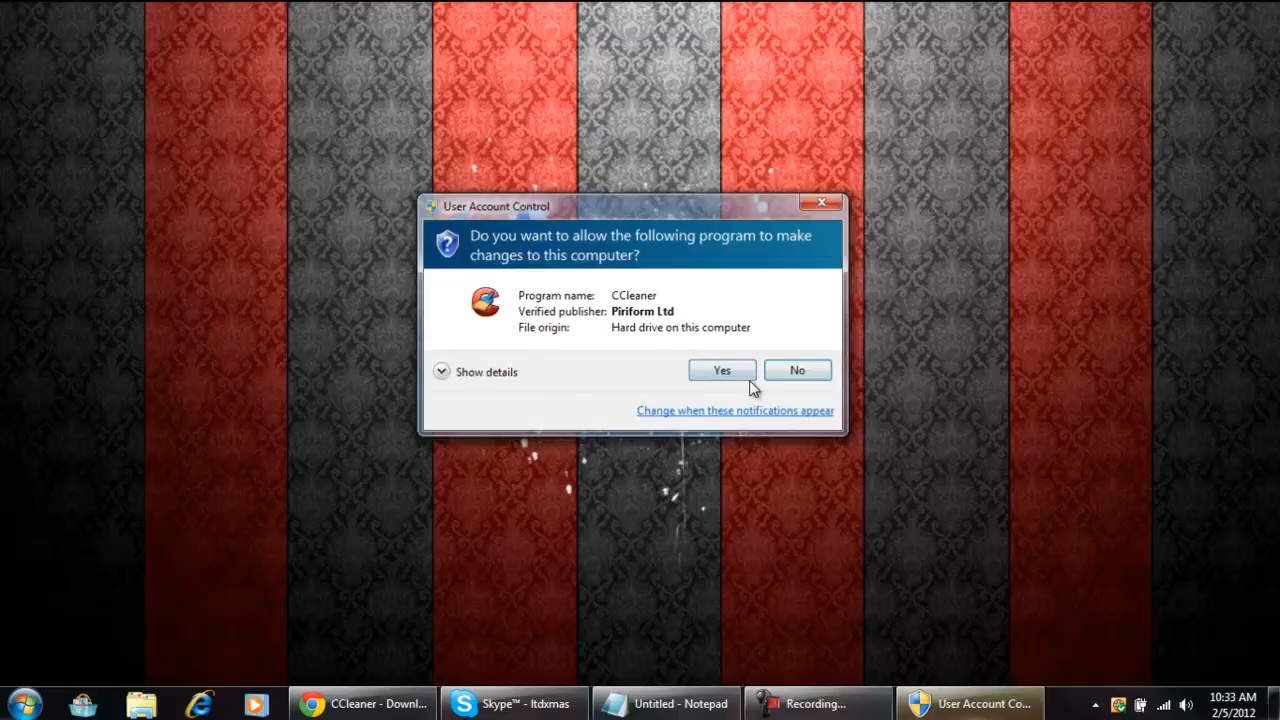 User Account Control
Do you want to allow the following program to make
changes to this computer?
Program name: CCleaner
Verified publisher: Piriform Ltd
File origin: Hard drive on this computer
Show details
Yes
No
Change when these notifications appear
CCleaner - Downl...
Skype™ - ltdxmas
Untitled - Notepad
Recording...
User Account Co...
10:33 AM
2/5/2012